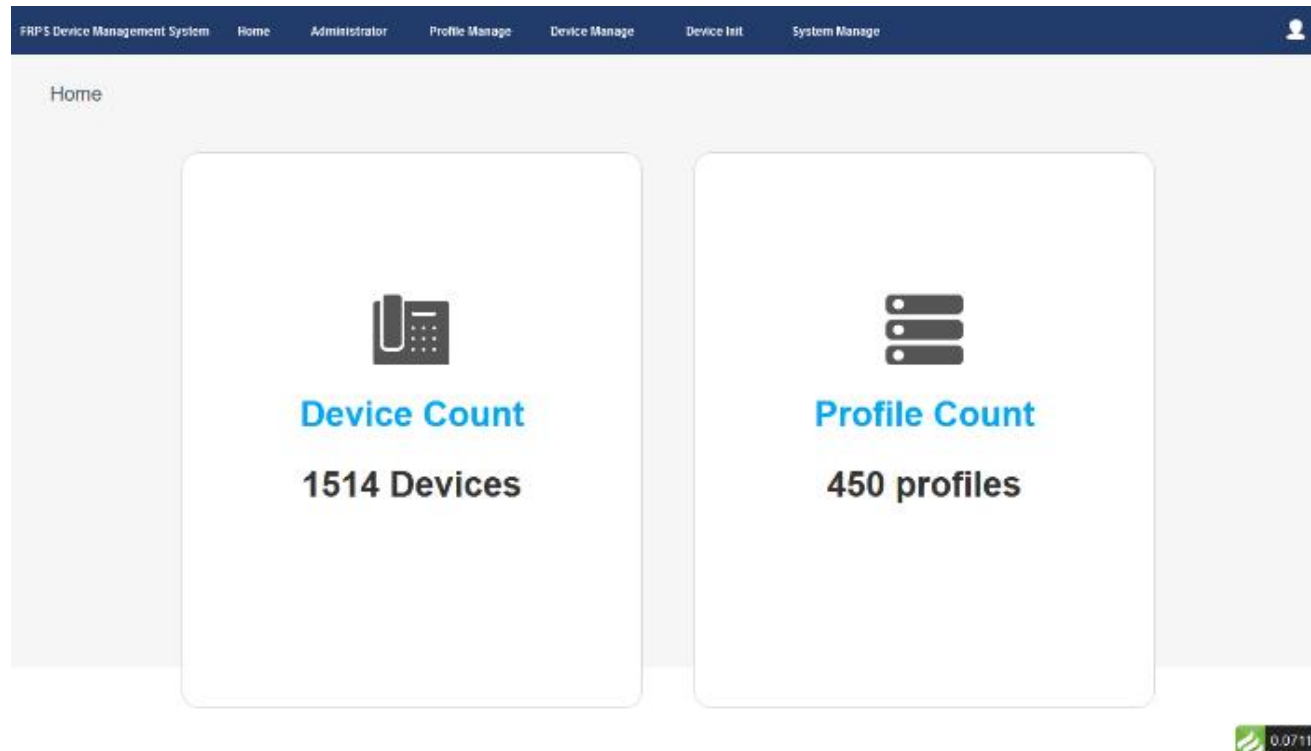 FRPS Device Management System Home Administrator Profile Manage Device Manage Device Init System Manage
Home
Device Count Profile Count
1514 Devices 450 profiles
0.0711